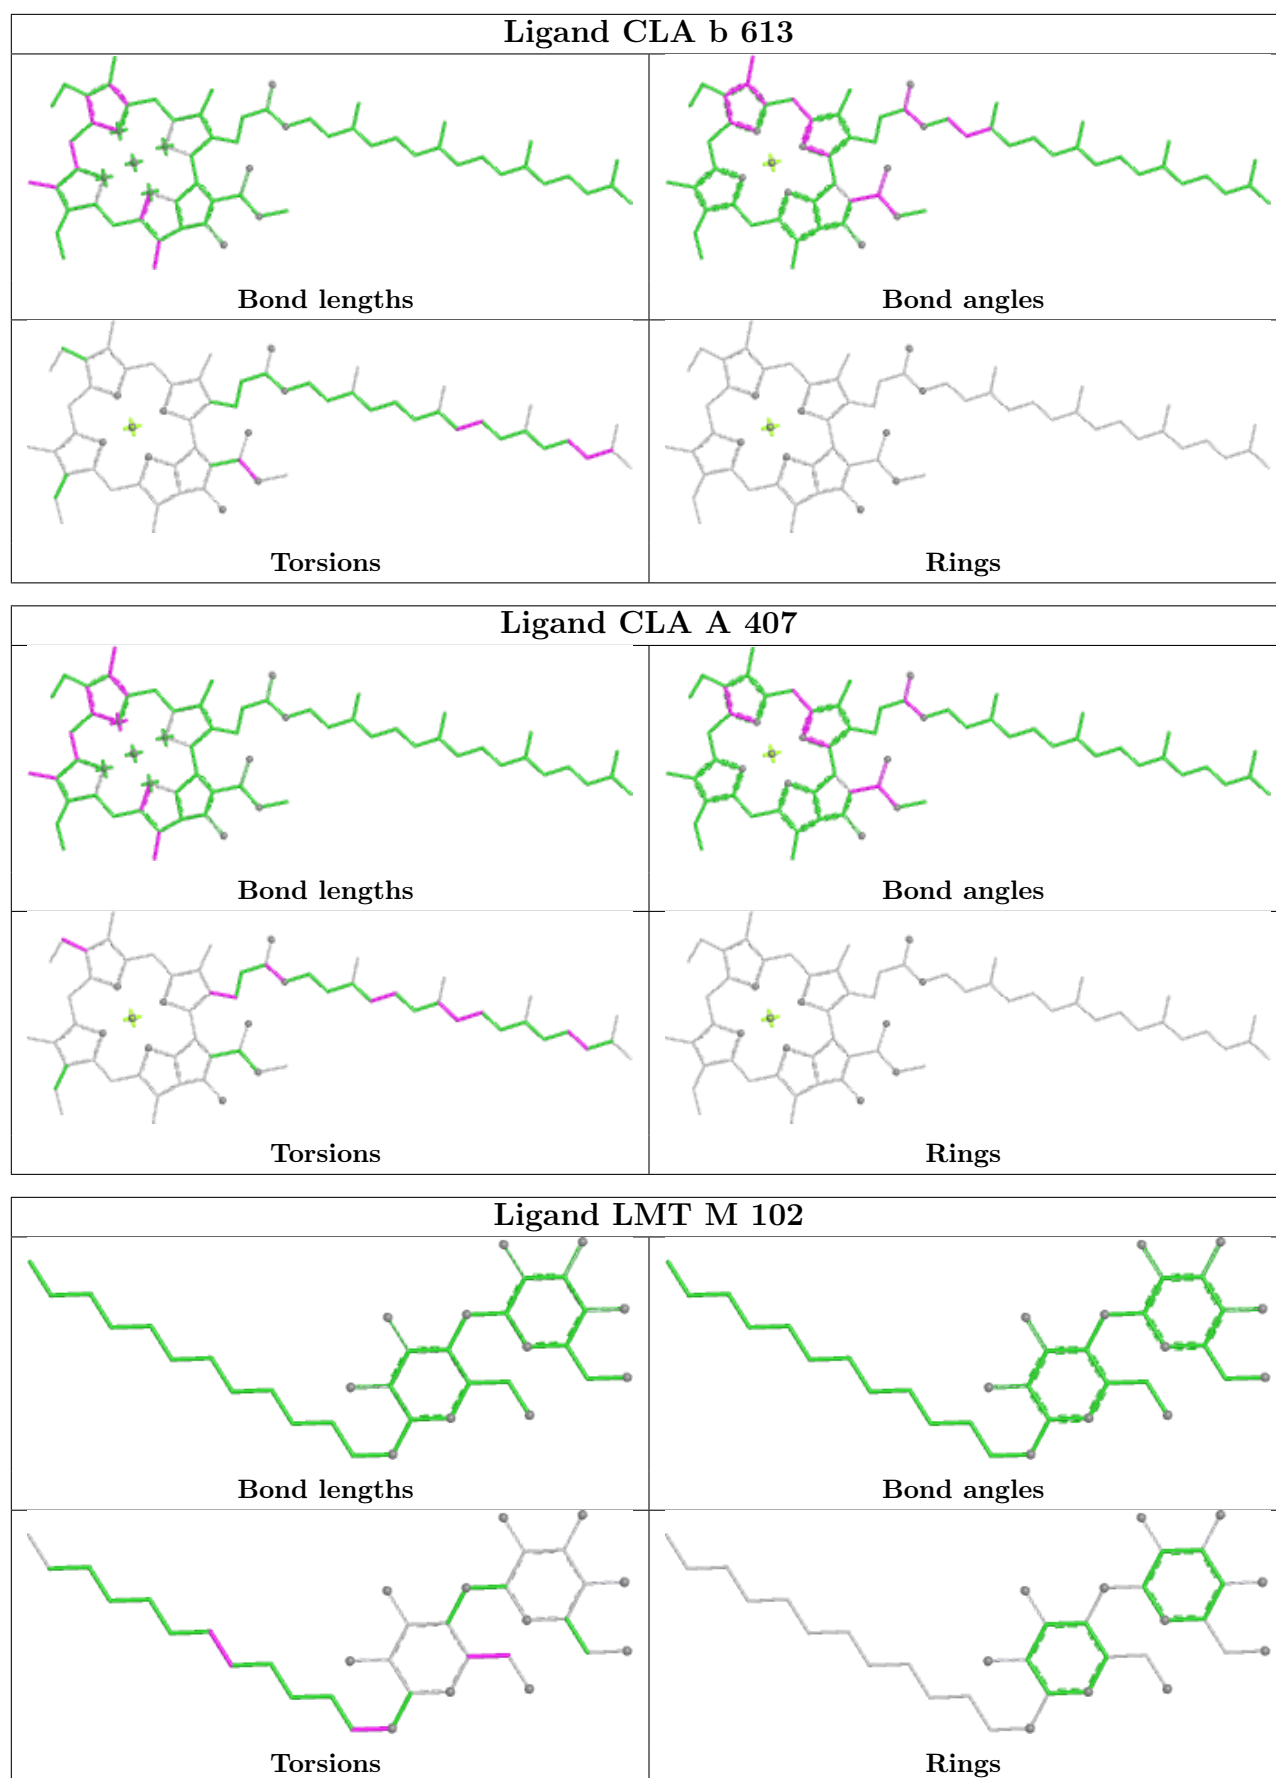 Ligand CLA b 613
Bond lengths
Bond angles
Torsions
Rings
Ligand CLA A 407
Bond lengths
Bond angles
Torsions
Rings
Ligand LMT M 102
Bond lengths
Bond angles
Torsions
Rings